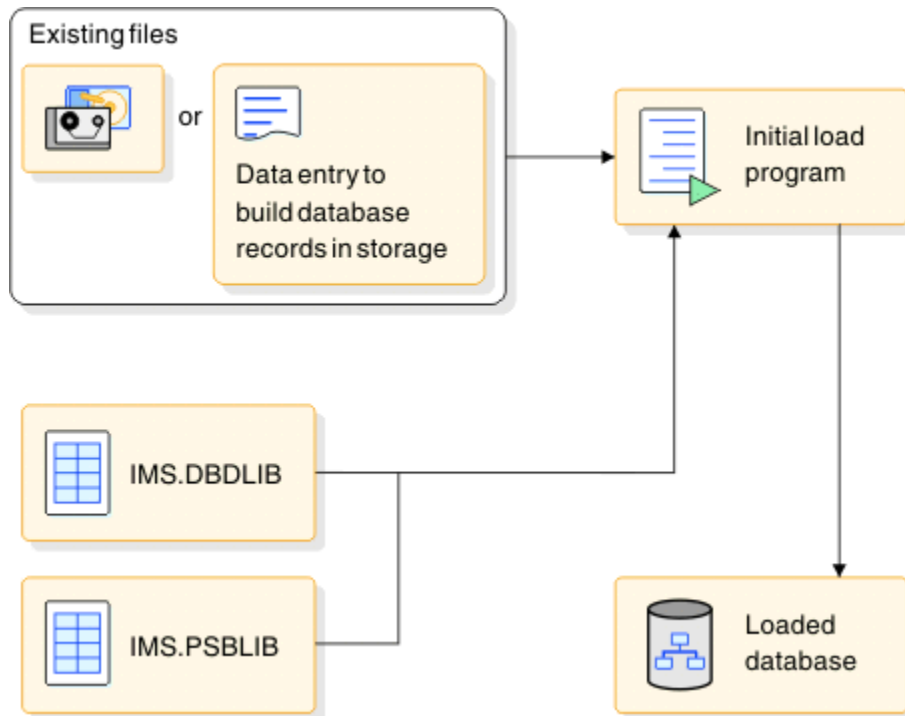 Existing files
or
Data entry to
build database
records in storage
Initial load
program
IMS.DBDLIB
IMS.PSBLIB
Loaded
database